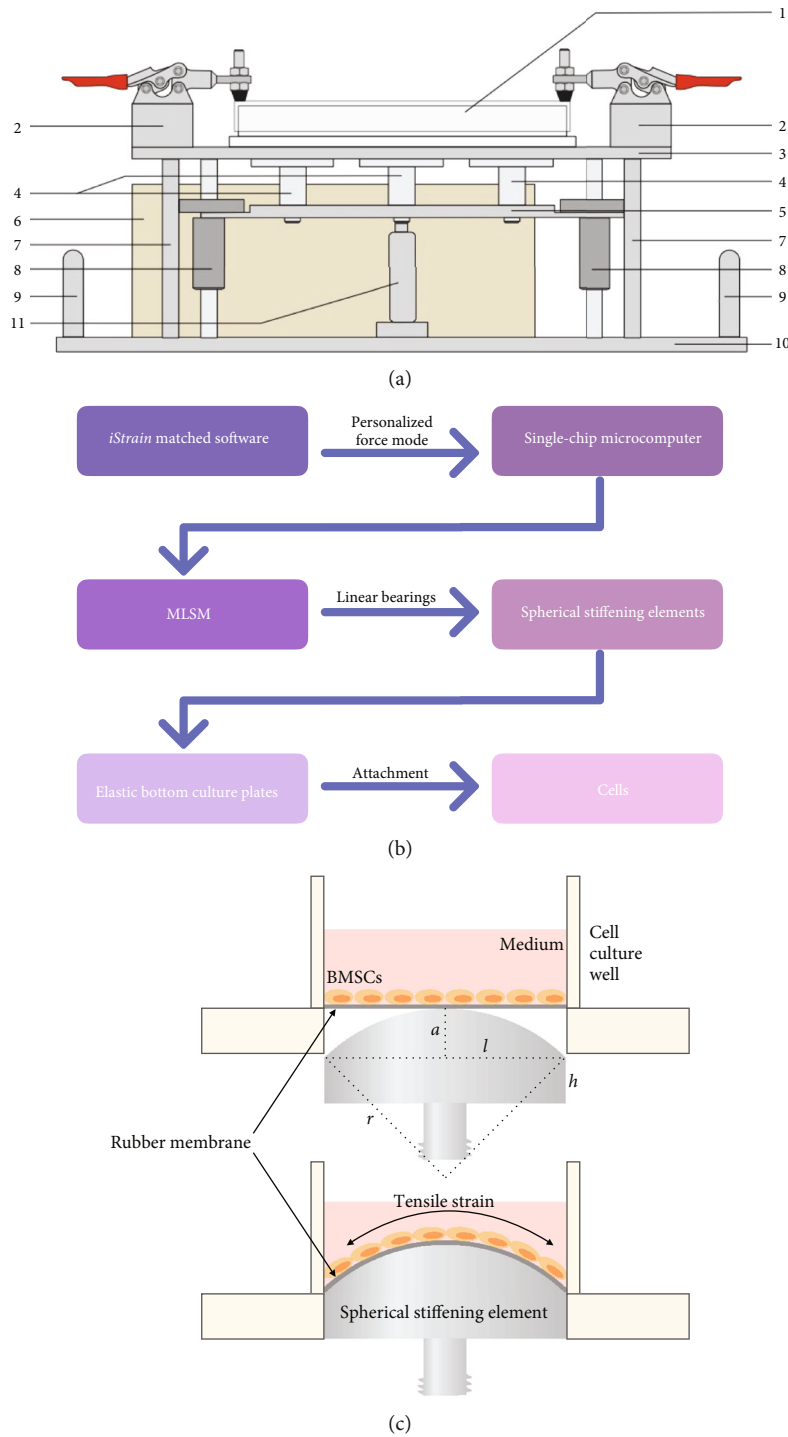 1
2
2
3
4
4
5
6
7
7
8
8
9
9
11
10
(a)
iStrain matched software
Personalized
force mode
Single-chip microcomputer
MLSM
Linear bearings
Spherical stiffening elements
Elastic bottom culture plates
Attachment
Cells
(b)
Medium
Cell
culture
well
BMSCs
a
l
h
r
Rubber membrane
Tensile strain
Spherical stiffening element
(c)